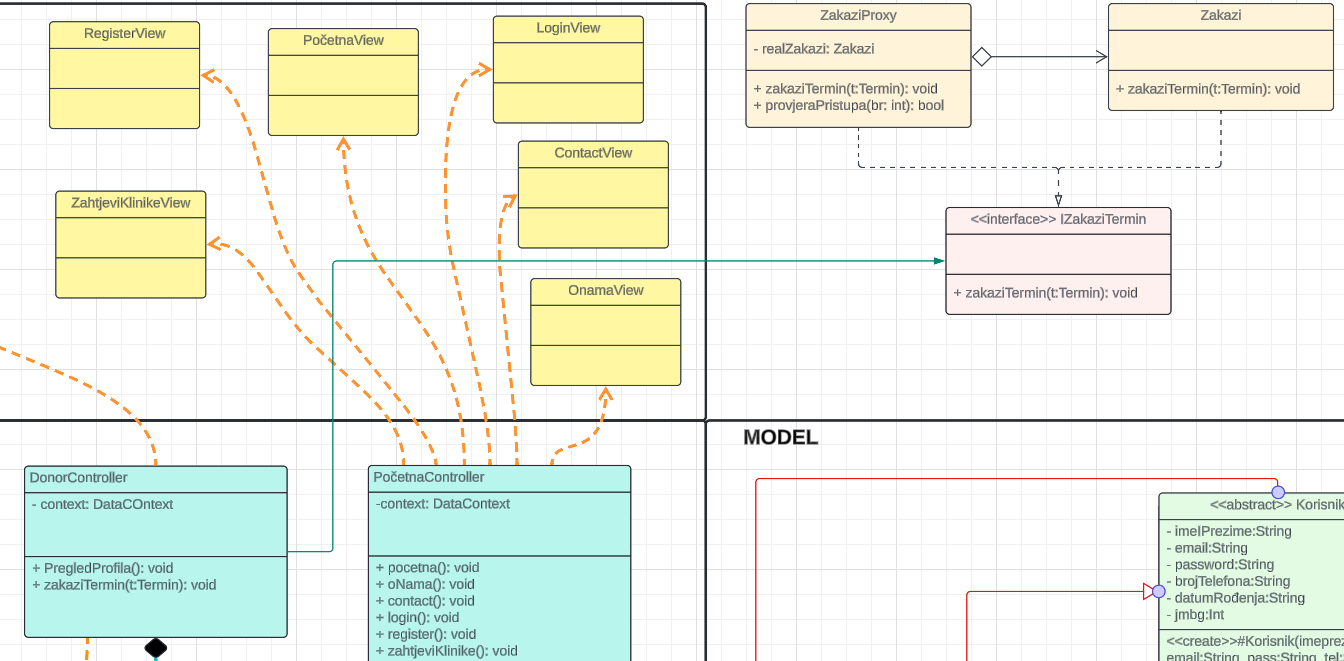 RegisterView
PočetnaView
LoginView
ContactView
ZahtjeviKlinikeView
OnamaView
ZakaziProxy
- realZakazi: Zakazi
+ zakaziTermin(t:Termin): void
+ provjeraPristupa(br: int): bool
Zakazi
+ zakaziTermin(t:Termin): void
<<interface>> IZakaziTermin
+ zakaziTermin(t:Termin): void
DonorController
- context: DataCOntext
+ PregledProfila(): void
+ zakaziTermin(t:Termin): void
PočetnaController
-context: DataContext
+ pocetna(): void
+ oNama(): void
+ contact(): void
+ login(): void
+ register(): void
+ zahtjeviKlinike(): void
MODEL
<<abstract>> Korisnik
- imeIPrezime:String
- email:String
- password:String
- brojTelefona:String
- datumRođenja:String
- jmbg:Int
<<create>>#Korisnik(imeprez
email:String, pass:String, tel: